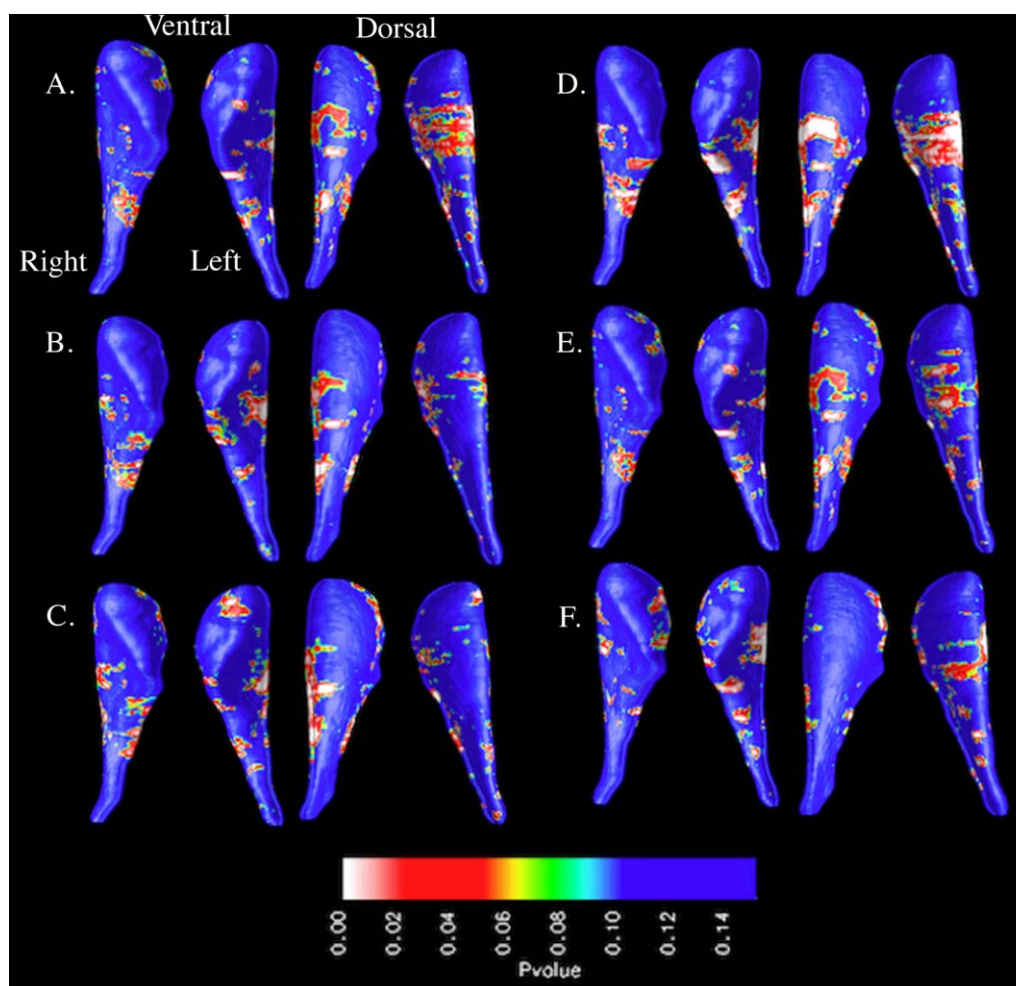 Ventral Dorsal
A. D.
Right Left
B. E.
C. F.
0.00 0.02 0.04 0.06 0.08 0.10 0.12 0.14
Pvalue